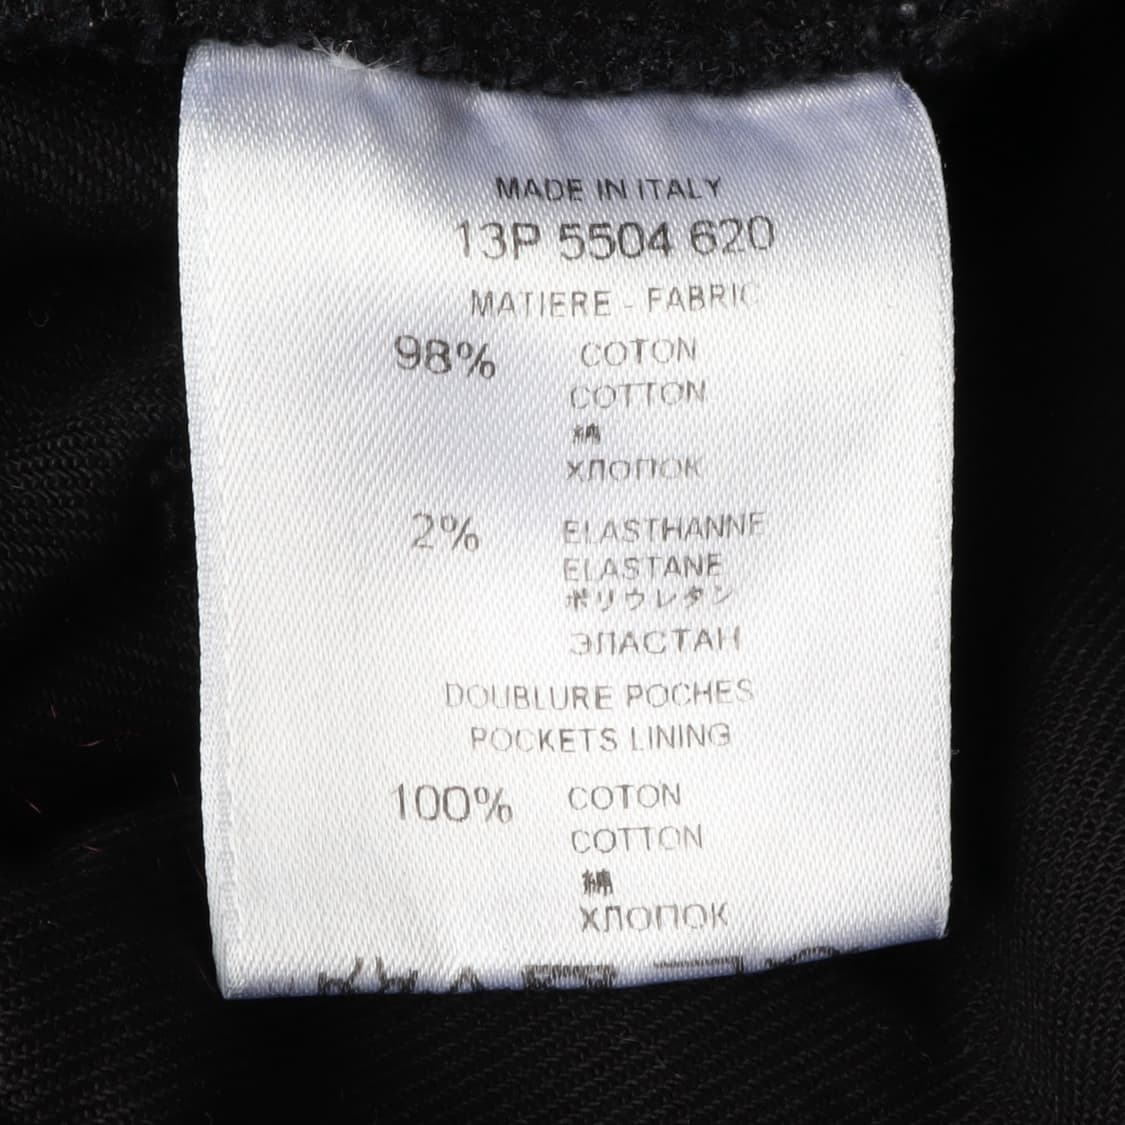 MADE IN ITALY
13P 5504 620
MATIERE - FABRIC
98% COTON
COTTON
綿
ХЛОПОК
2% ELASTHANNE
ELASTANE
ポリウレタン
ЭЛАСТАН
DOUBLURE POCHES
POCKETS LINING
100% COTON
COTTON
綿
ХЛОПОК